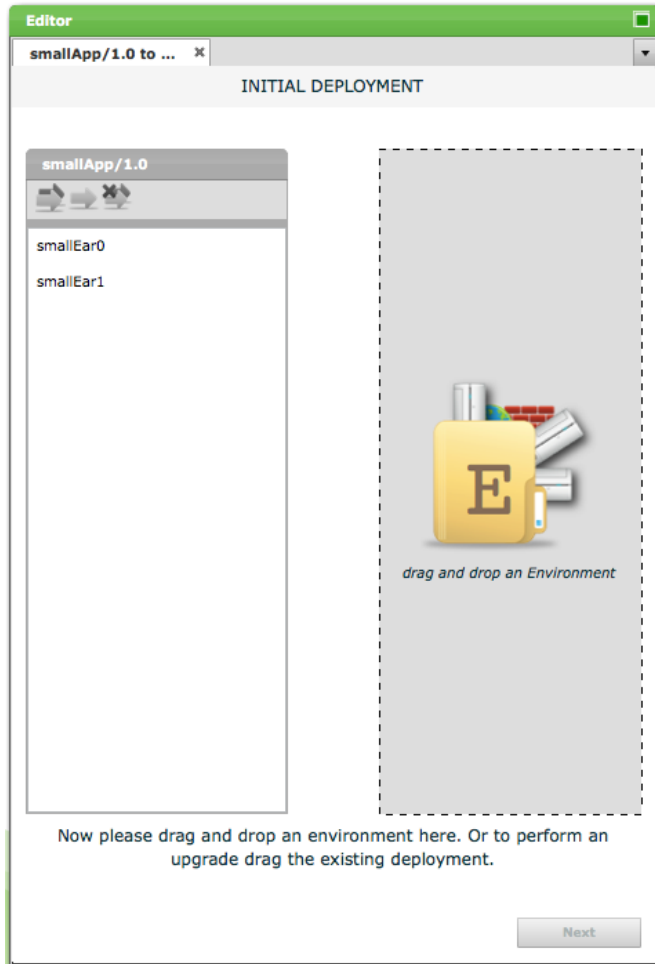 Editor
smallApp/1.0 to ...
INITIAL DEPLOYMENT
smallApp/1.0
smallEar0
smallEar1
E
drag and drop an Environment
Now please drag and drop an environment here. Or to perform an
upgrade drag the existing deployment.
Next